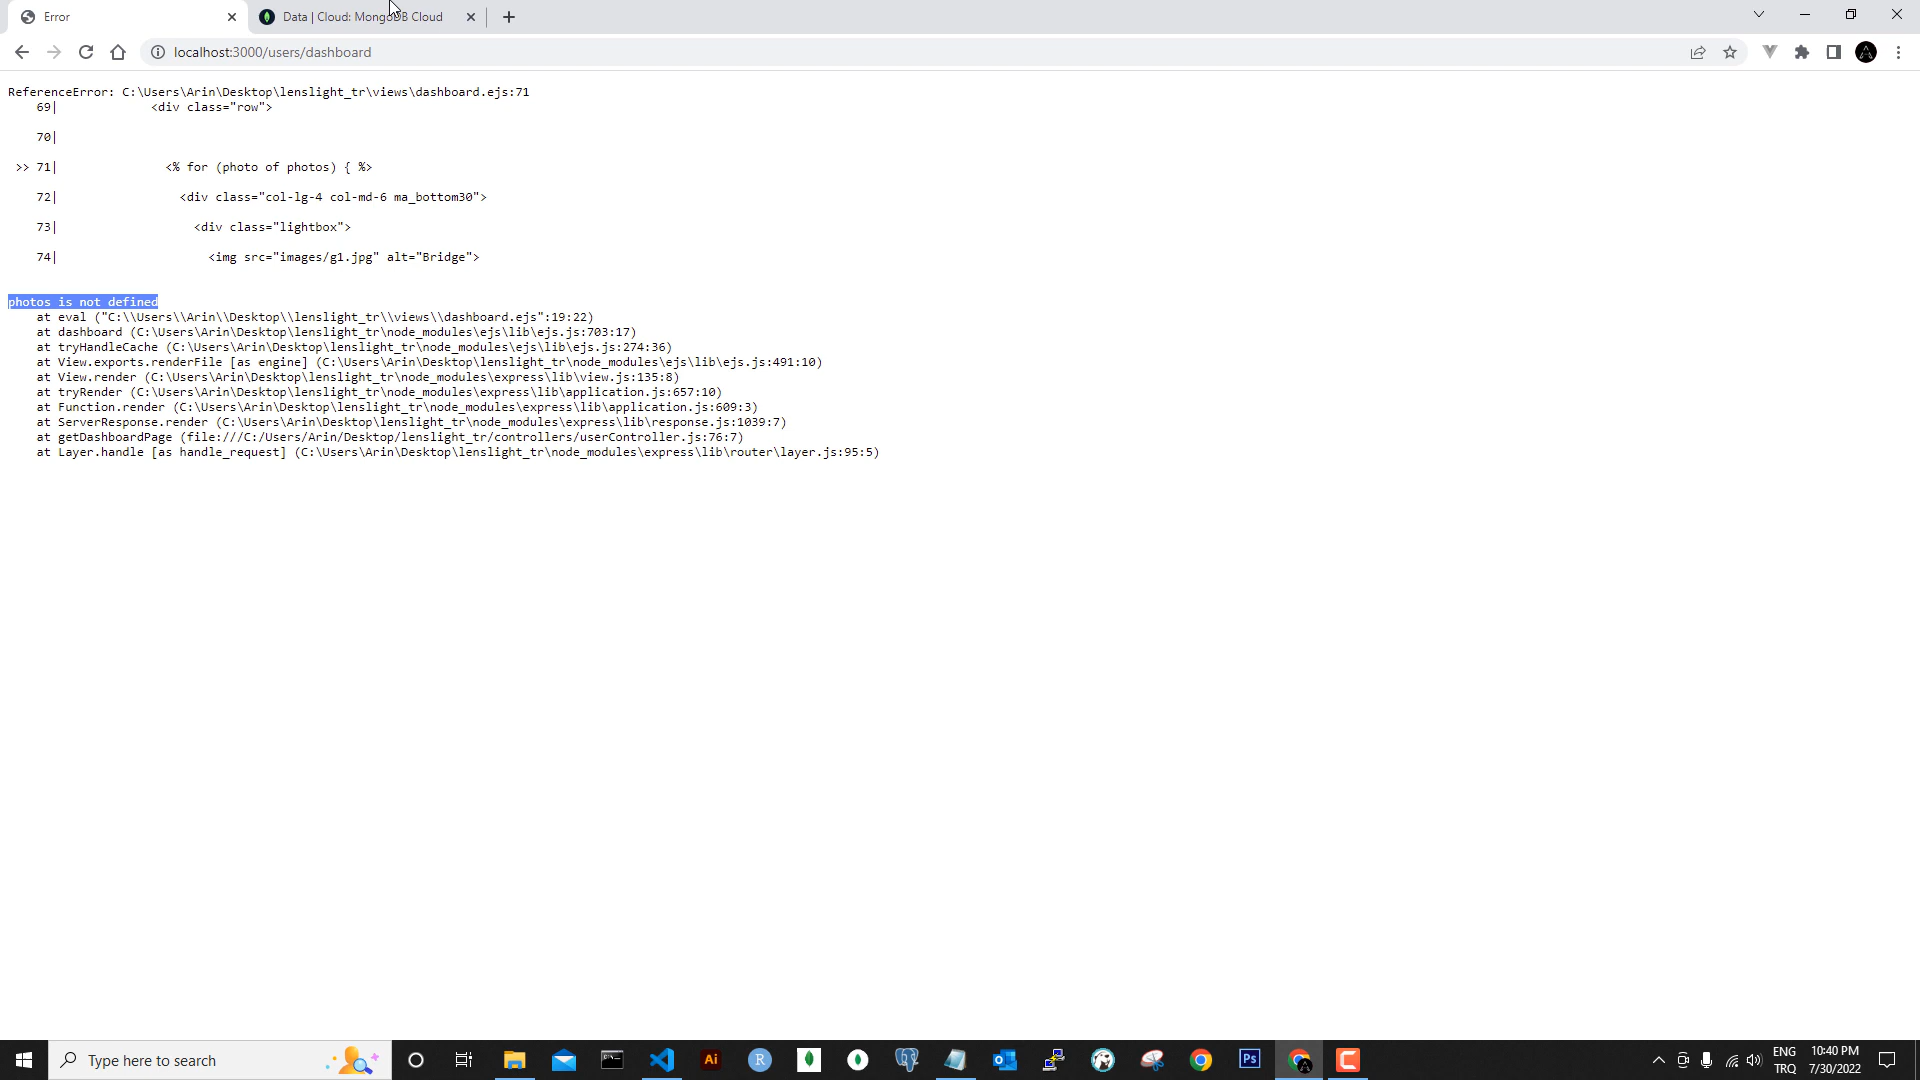 Error
Data | Cloud: MongoDB Cloud
localhost:3000/users/dashboard
ReferenceError: C:\Users\Arin\Desktop\lenslight_tr\views\dashboard.ejs:71
69| <div class="row">
70|
>> 71| <% for (photo of photos) { %>
72| <div class="col-lg-4 col-md-6 ma_bottom30">
73| <div class="lightbox">
74| <img src="images/g1.jpg" alt="Bridge">
photos is not defined
at eval ("C:\\Users\\Arin\\Desktop\\lenslight_tr\\views\\dashboard.ejs":19:22)
at dashboard (C:\Users\Arin\Desktop\lenslight_tr\node_modules\ejs\lib\ejs.js:703:17)
at tryHandleCache (C:\Users\Arin\Desktop\lenslight_tr\node_modules\ejs\lib\ejs.js:274:36)
at View.exports.renderFile [as engine] (C:\Users\Arin\Desktop\lenslight_tr\node_modules\ejs\lib\ejs.js:491:10)
at View.render (C:\Users\Arin\Desktop\lenslight_tr\node_modules\express\lib\view.js:135:8)
at tryRender (C:\Users\Arin\Desktop\lenslight_tr\node_modules\express\lib\application.js:657:10)
at Function.render (C:\Users\Arin\Desktop\lenslight_tr\node_modules\express\lib\application.js:609:3)
at ServerResponse.render (C:\Users\Arin\Desktop\lenslight_tr\node_modules\express\lib\response.js:1039:7)
at getDashboardPage (file:///C:/Users/Arin/Desktop/lenslight_tr/controllers/userController.js:76:7)
at Layer.handle [as handle_request] (C:\Users\Arin\Desktop\lenslight_tr\node_modules\express\lib\router\layer.js:95:5)
Type here to search
Ai
R
Ps
ENG
TRQ
10:40 PM
7/30/2022